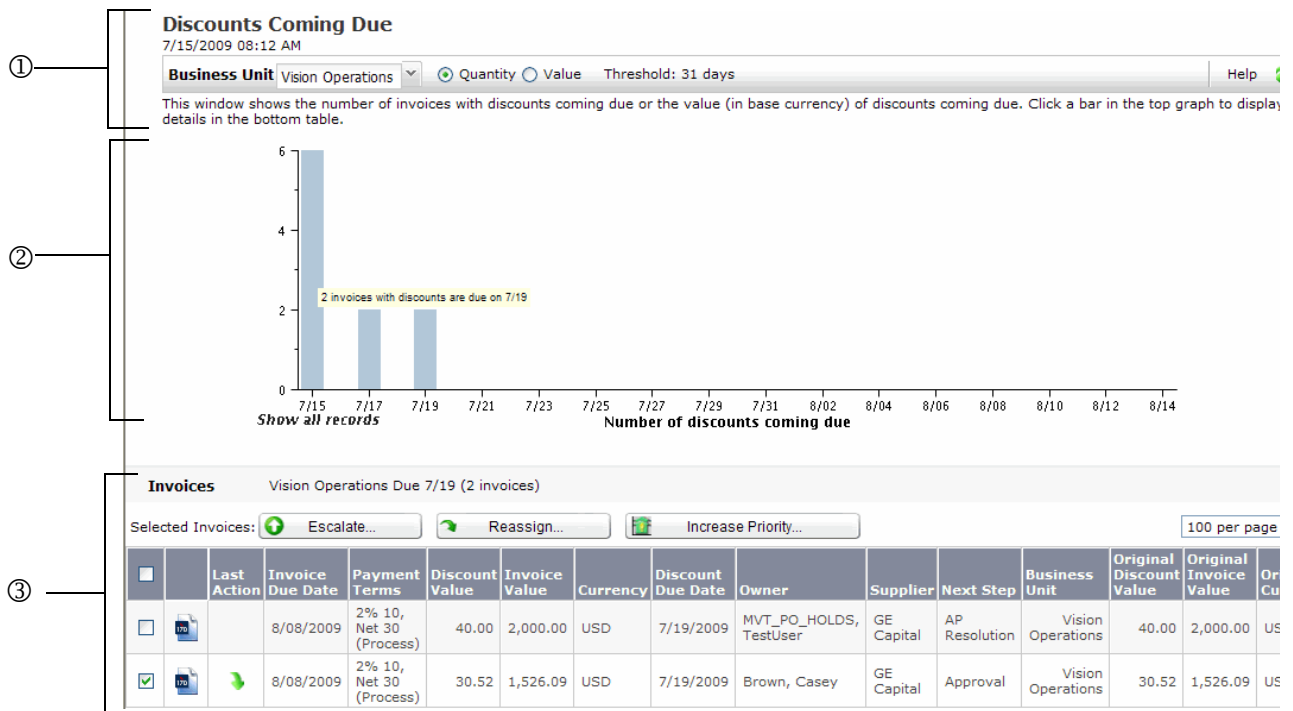 ①
Discounts Coming Due
7/15/2009 08:12 AM
Business Unit Vision Operations Quantity Value Threshold: 31 days Help
This window shows the number of invoices with discounts coming due or the value (in base currency) of discounts coming due. Click a bar in the top graph to display
details in the bottom table.
②
6
4
2 invoices with discounts are due on 7/19
2
0
7/15 7/17 7/19 7/21 7/23 7/25 7/27 7/29 7/31 8/02 8/04 8/06 8/08 8/10 8/12 8/14
Show all records Number of discounts coming due
③
Invoices Vision Operations Due 7/19 (2 invoices)
Selected Invoices: Escalate... Reassign... Increase Priority... 100 per page
Last Action Invoice Due Date Payment Terms Discount Value Invoice Value Currency Discount Due Date Owner Supplier Next Step Business Unit Original Discount Value Original Invoice Value Ori Cu
170 8/08/2009 2% 10, Net 30 (Process) 40.00 2,000.00 USD 7/19/2009 MVT_PO_HOLDS, TestUser GE Capital AP Resolution Vision Operations 40.00 2,000.00 US
170 8/08/2009 2% 10, Net 30 (Process) 30.52 1,526.09 USD 7/19/2009 Brown, Casey GE Capital Approval Vision Operations 30.52 1,526.09 US